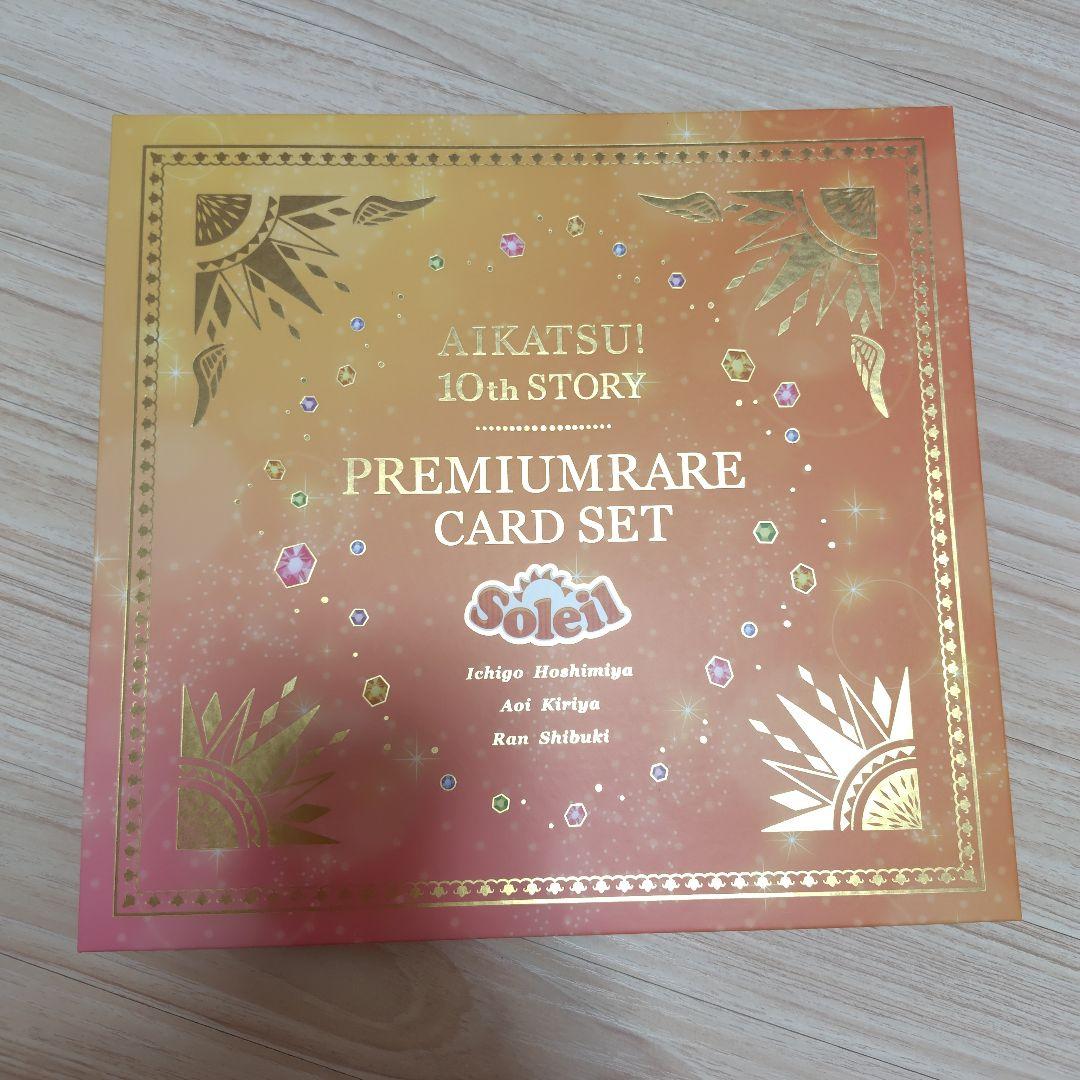 AIKATSU!
10th STORY
PREMIUMRARE
CARD SET
Soleil
Ichigo Hoshimiya
Aoi Kiriya
Ran Shibuki